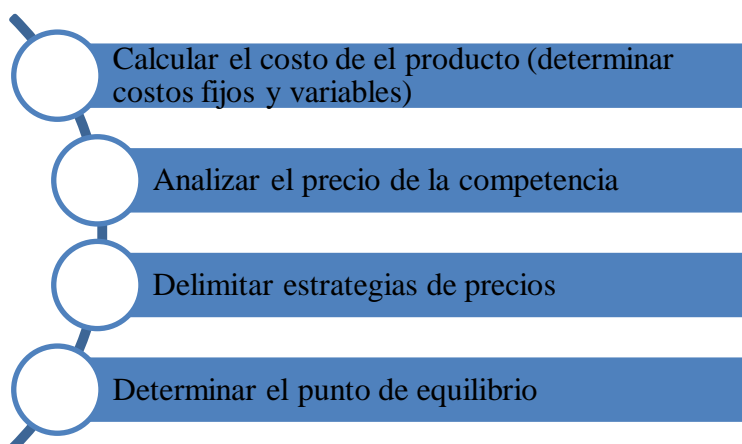 Calcular el costo de el producto (determinar
costos fijos y variables)
Analizar el precio de la competencia
Delimitar estrategias de precios
Determinar el punto de equilibrio